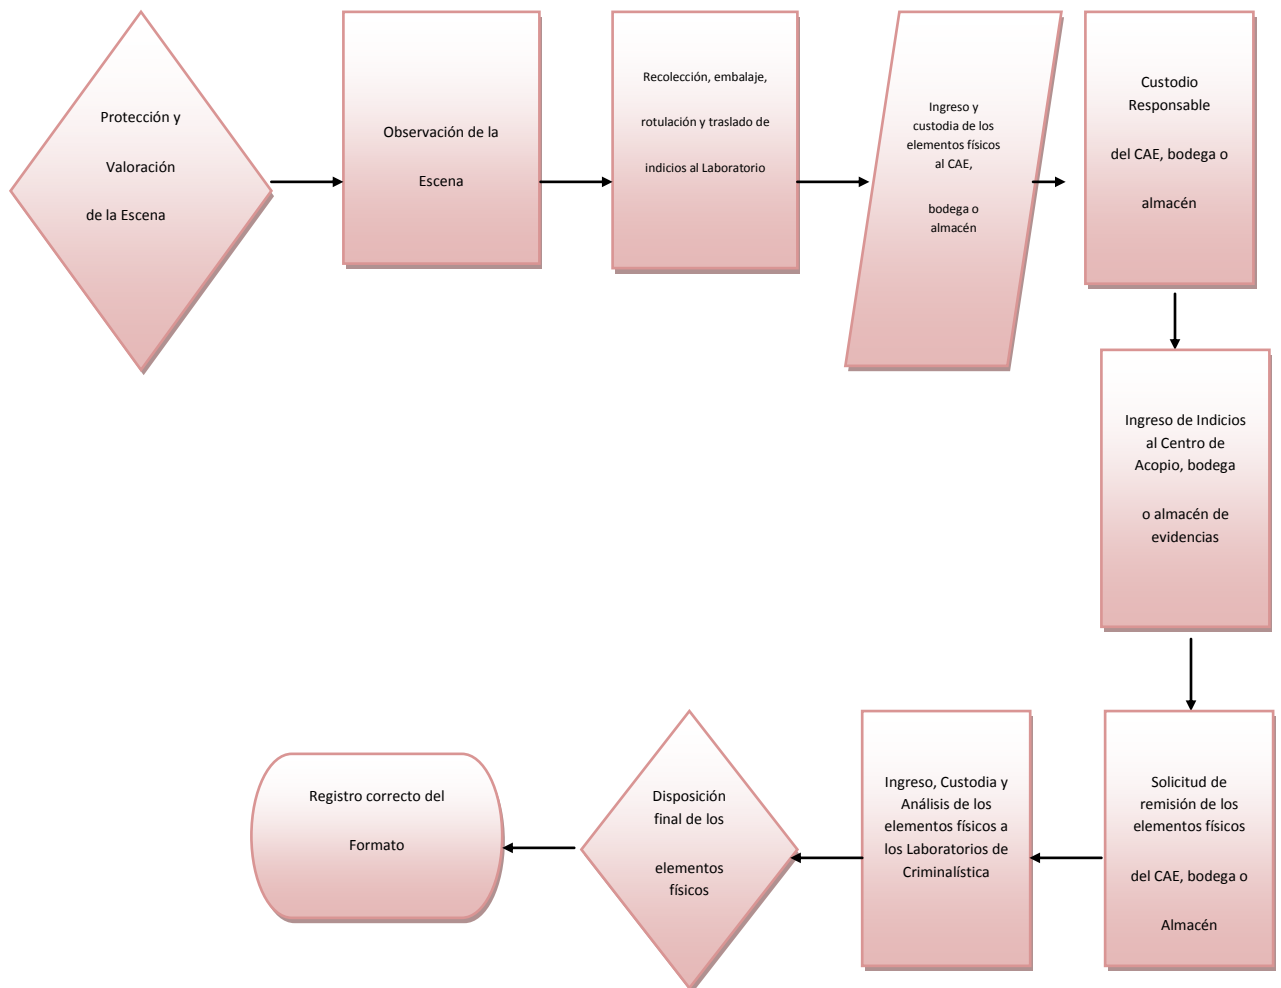 Protección y
Valoración
de la Escena
Observación de la
Escena
Recolección, embalaje,
rotulación y traslado de
indicios al Laboratorio
Ingreso y
custodia de los
elementos físicos
al CAE,
bodega o
almacén
Custodio
Responsable
del CAE, bodega o
almacén
Ingreso de Indicios
al Centro de
Acopio, bodega
o almacén de
evidencias
Solicitud de
remisión de los
elementos físicos
del CAE, bodega o
Almacén
Ingreso, Custodia y
Análisis de los
elementos físicos a
los Laboratorios de
Criminalística
Disposición
final de los
elementos
físicos
Registro correcto del
Formato